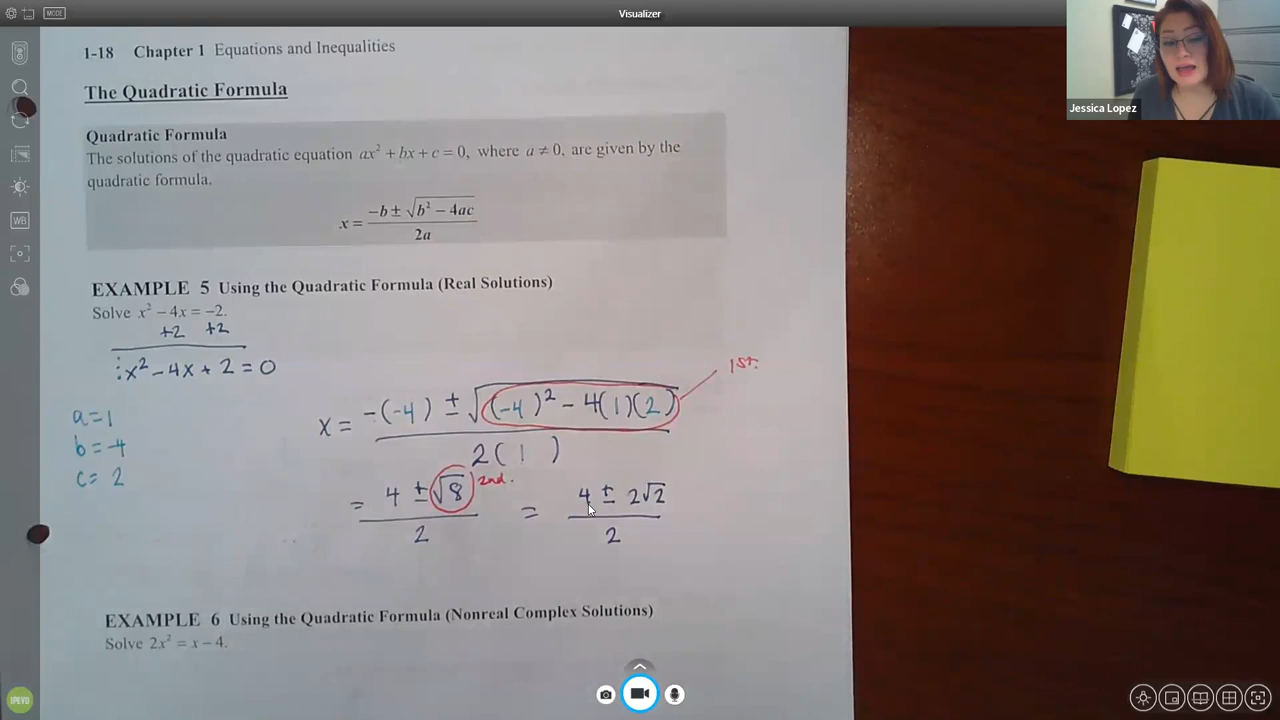 MODE
Visualizer
WB
Jessica Lopez
1-18 Chapter 1 Equations and Inequalities
The Quadratic Formula
Quadratic Formula
The solutions of the quadratic equation ax² + bx + c = 0, where a ≠ 0, are given by the
quadratic formula.
x = (−b ± √(b² − 4ac)) / 2a
EXAMPLE 5 Using the Quadratic Formula (Real Solutions)
Solve x² − 4x = −2.
+2 +2
x² − 4x + 2 = 0
1st.
a = 1
b = −4
c = 2
x = (−(−4) ± √((−4)² − 4(1)(2))) / 2(1)
= (4 ± √8) / 2 2nd. = (4 ± 2√2) / 2
EXAMPLE 6 Using the Quadratic Formula (Nonreal Complex Solutions)
Solve 2x² = x − 4.
IPEVO